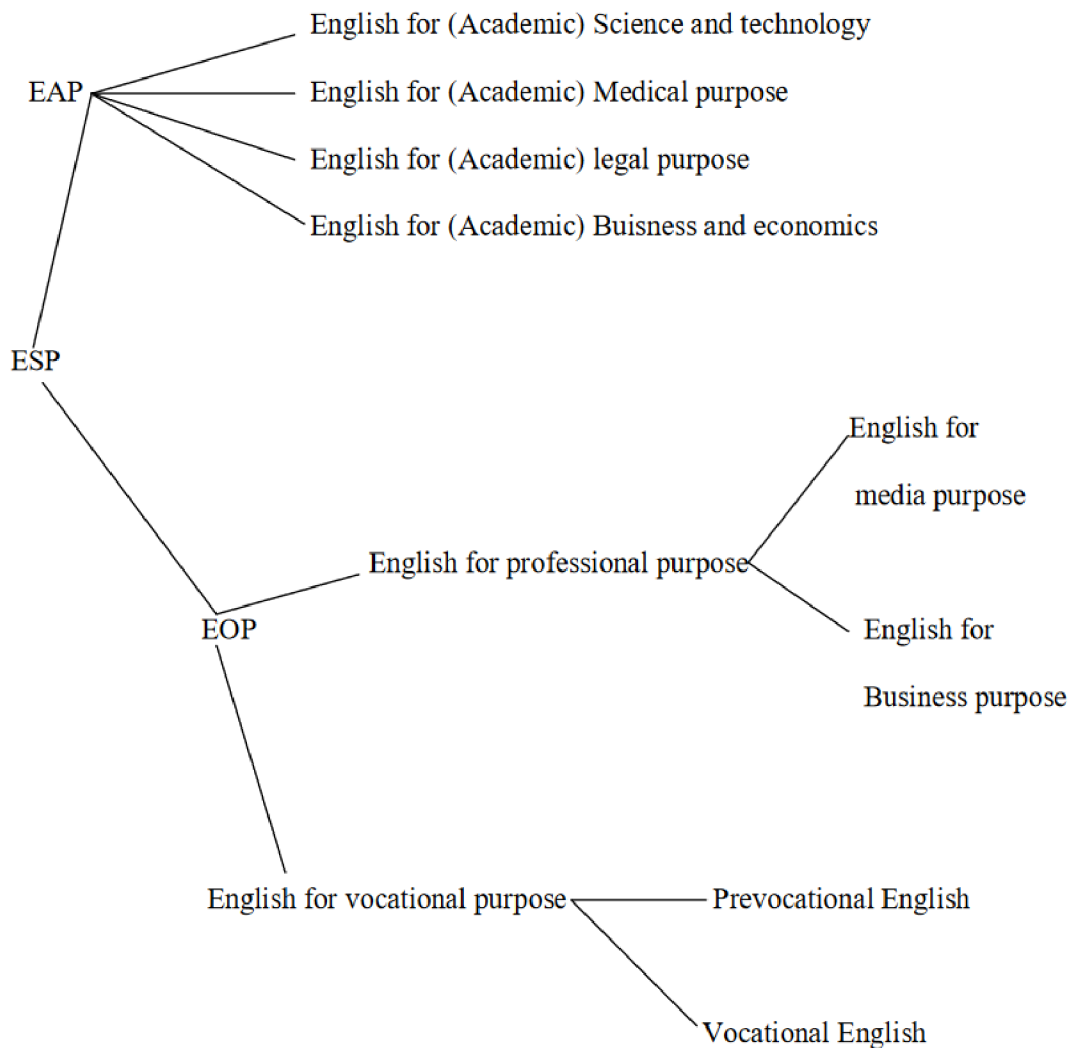 English for (Academic) Science and technology
EAP
English for (Academic) Medical purpose
English for (Academic) legal purpose
English for (Academic) Buisness and economics
ESP
English for
media purpose
English for professional purpose
EOP
English for
Business purpose
English for vocational purpose
Prevocational English
Vocational English